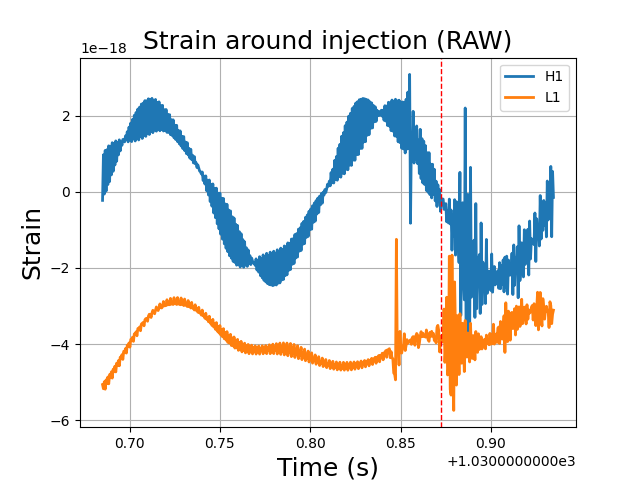 Strain around injection (RAW)
1e−18
H1
L1
2
0
−2
−4
−6
Strain
0.70 0.75 0.80 0.85 0.90
+1.0300000000e3
Time (s)